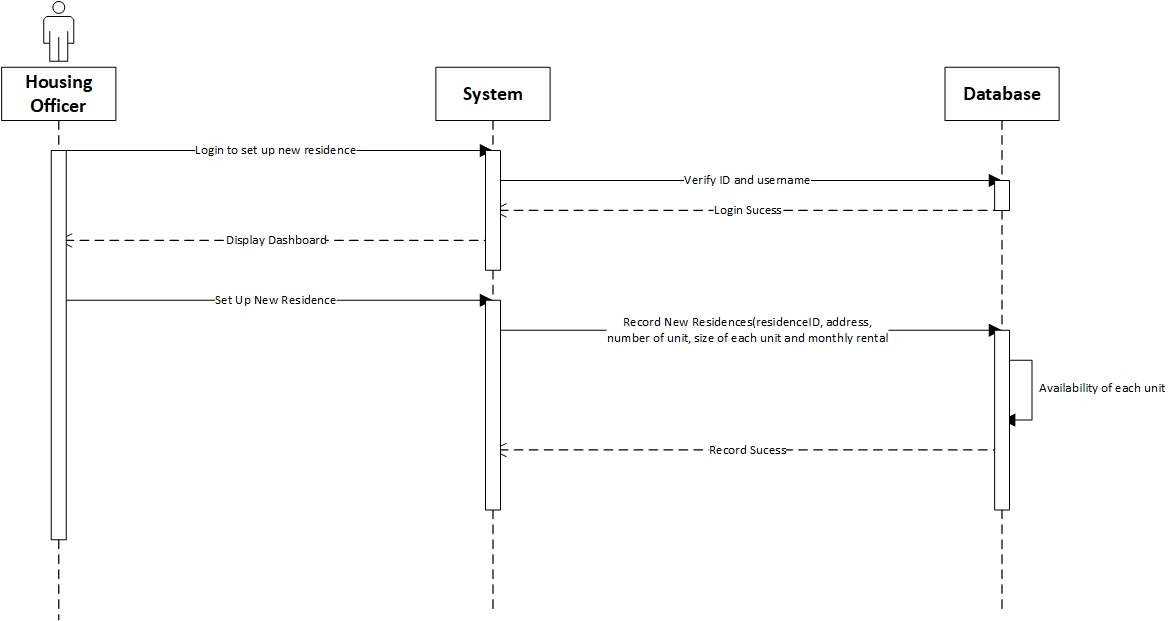 Housing
Officer
System
Database
Login to set up new residence
Verify ID and username
Login Sucess
Display Dashboard
Set Up New Residence
Record New Residences(residenceID, address,
number of unit, size of each unit and monthly rental
Availability of each unit
Record Sucess